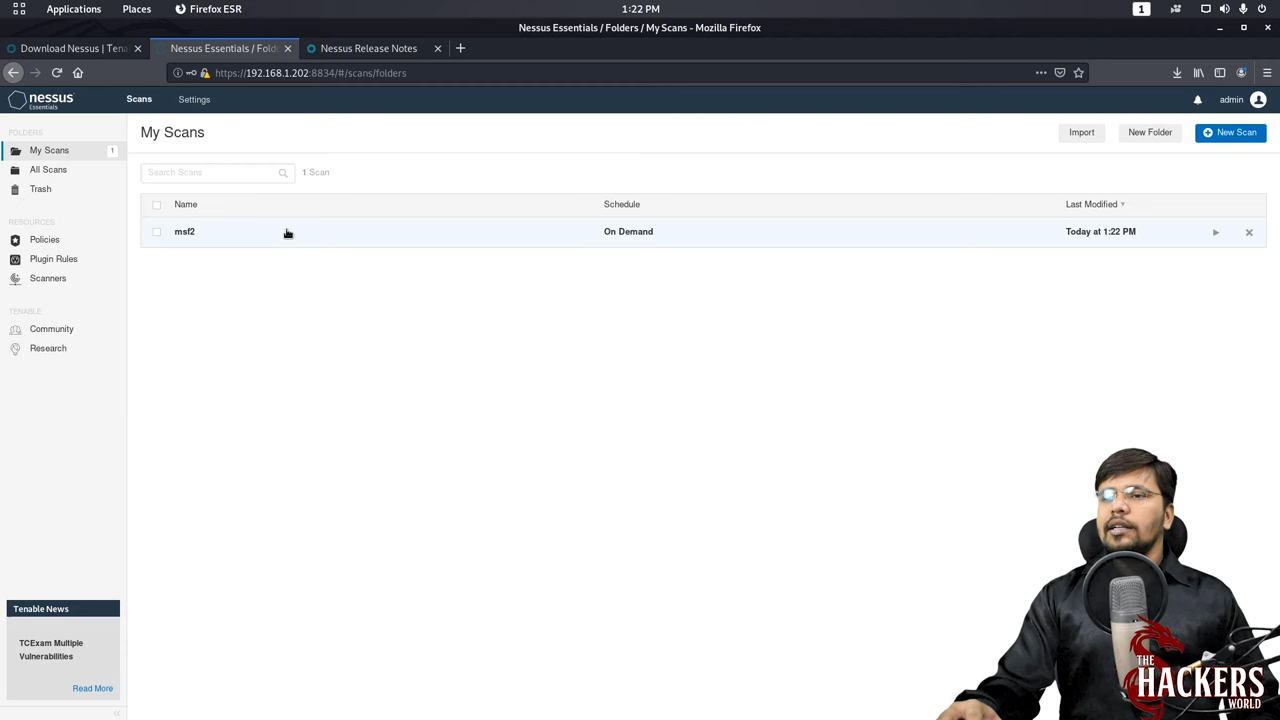 Applications Places Firefox ESR 1:22 PM 1
Nessus Essentials / Folders / My Scans - Mozilla Firefox
Download Nessus | Tena Nessus Essentials / Folde Nessus Release Notes
https://192.168.1.202:8834/#/scans/folders
nessus Essentials Scans Settings admin
FOLDERS
My Scans 1
All Scans
Trash
RESOURCES
Policies
Plugin Rules
Scanners
TENABLE
Community
Research
Tenable News
TCExam Multiple
Vulnerabilities
Read More
My Scans Import New Folder New Scan
Search Scans 1 Scan
Name Schedule Last Modified
msf2 On Demand Today at 1:22 PM
THE
HACKERS
WORLD